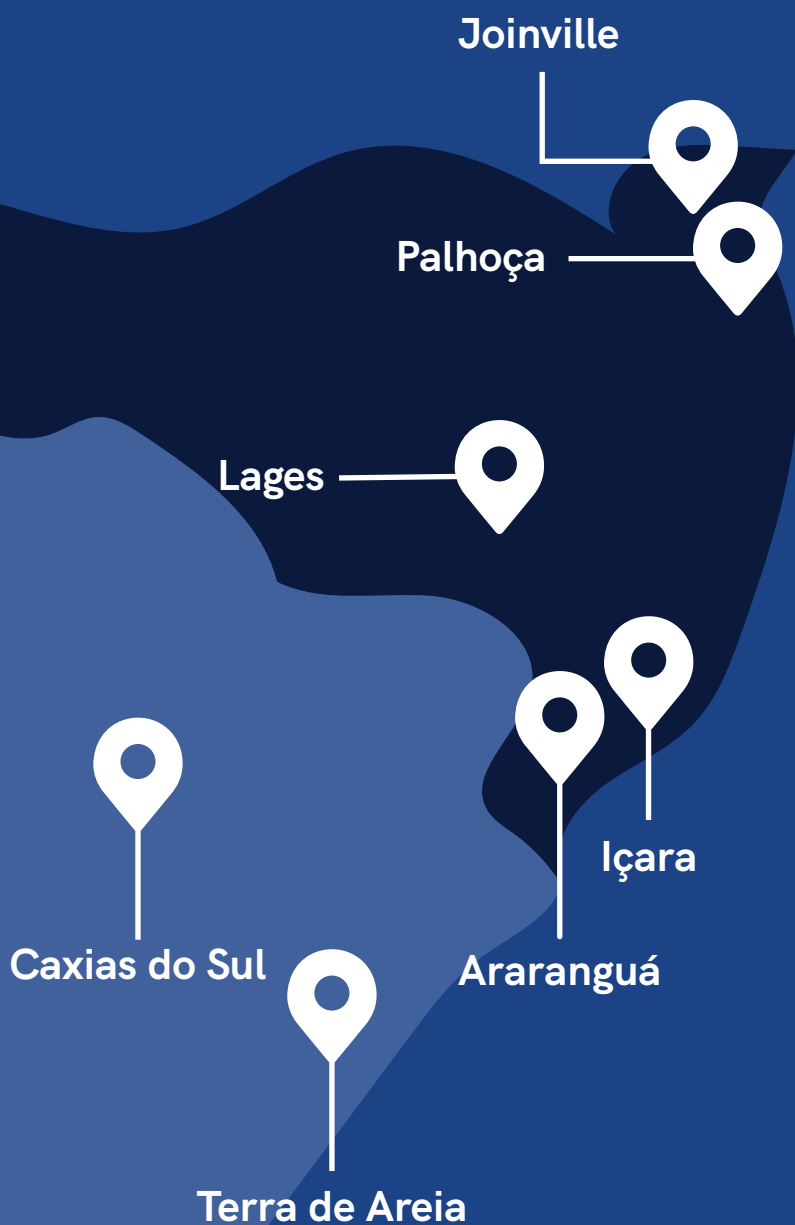 Joinville
Palhoça
Lages
Içara
Caxias do Sul
Araranguá
Terra de Areia